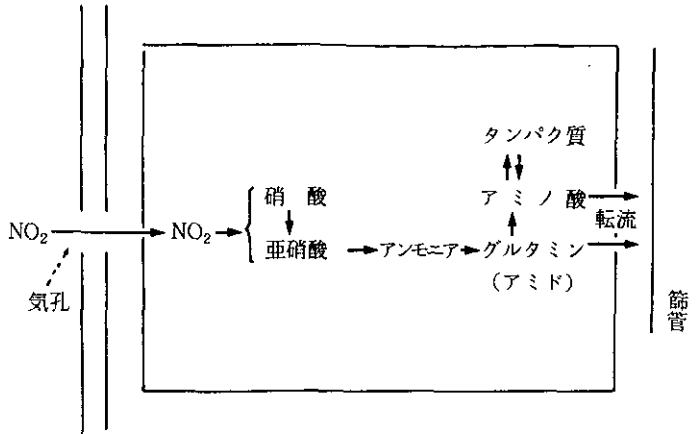 タンパク質
硝酸
アミノ酸
転流
NO₂
NO₂
亜硝酸
アンモニア
グルタミン
(アミド)
気孔
篩管